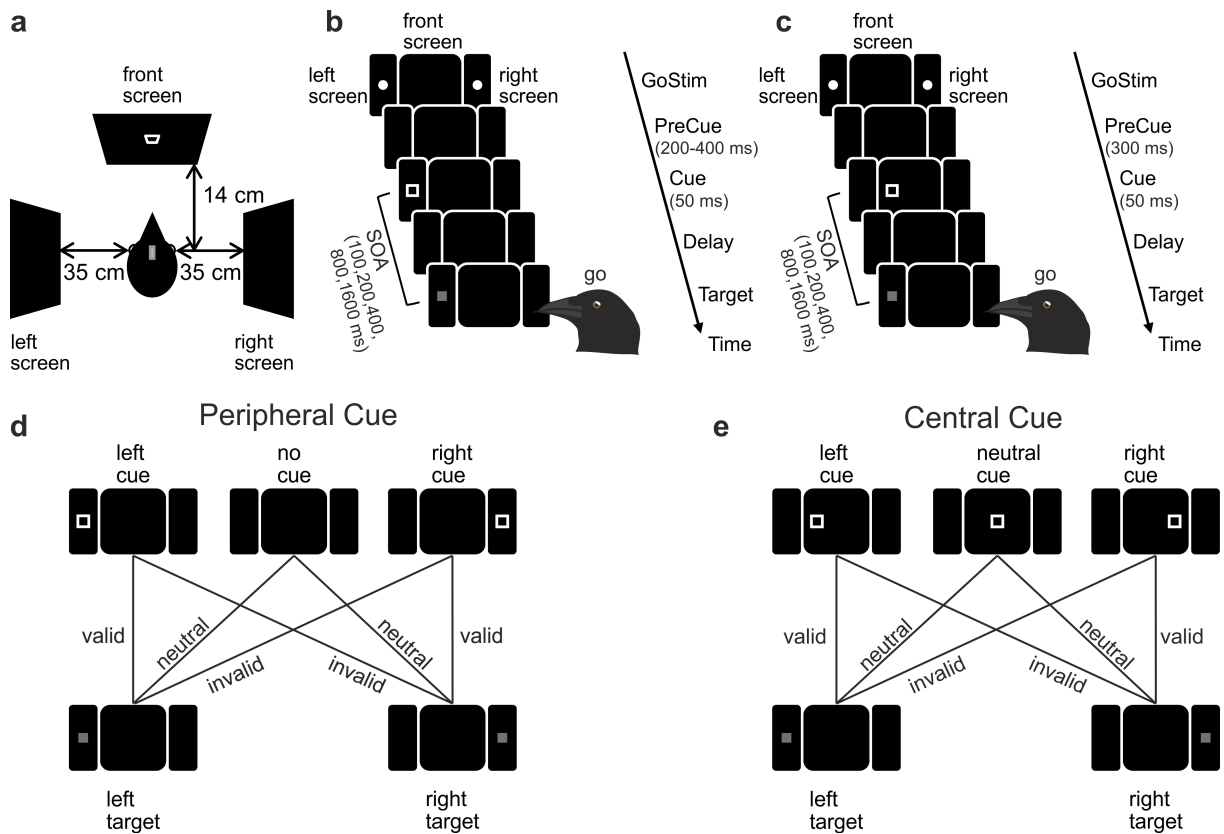 a
front
screen
14 cm
35 cm
35 cm
left
screen
right
screen
b
front
screen
left
screen
right
screen
SOA
(100,200,400,
800,1600 ms)
go
GoStim
PreCue
(200-400 ms)
Cue
(50 ms)
Delay
Target
Time
c
front
screen
left
screen
right
screen
SOA
(100,200,400,
800,1600 ms)
go
GoStim
PreCue
(300 ms)
Cue
(50 ms)
Delay
Target
Time
d
Peripheral Cue
left
cue
no
cue
right
cue
valid
neutral
invalid
invalid
neutral
valid
left
target
right
target
e
Central Cue
left
cue
neutral
cue
right
cue
valid
neutral
invalid
invalid
neutral
valid
left
target
right
target